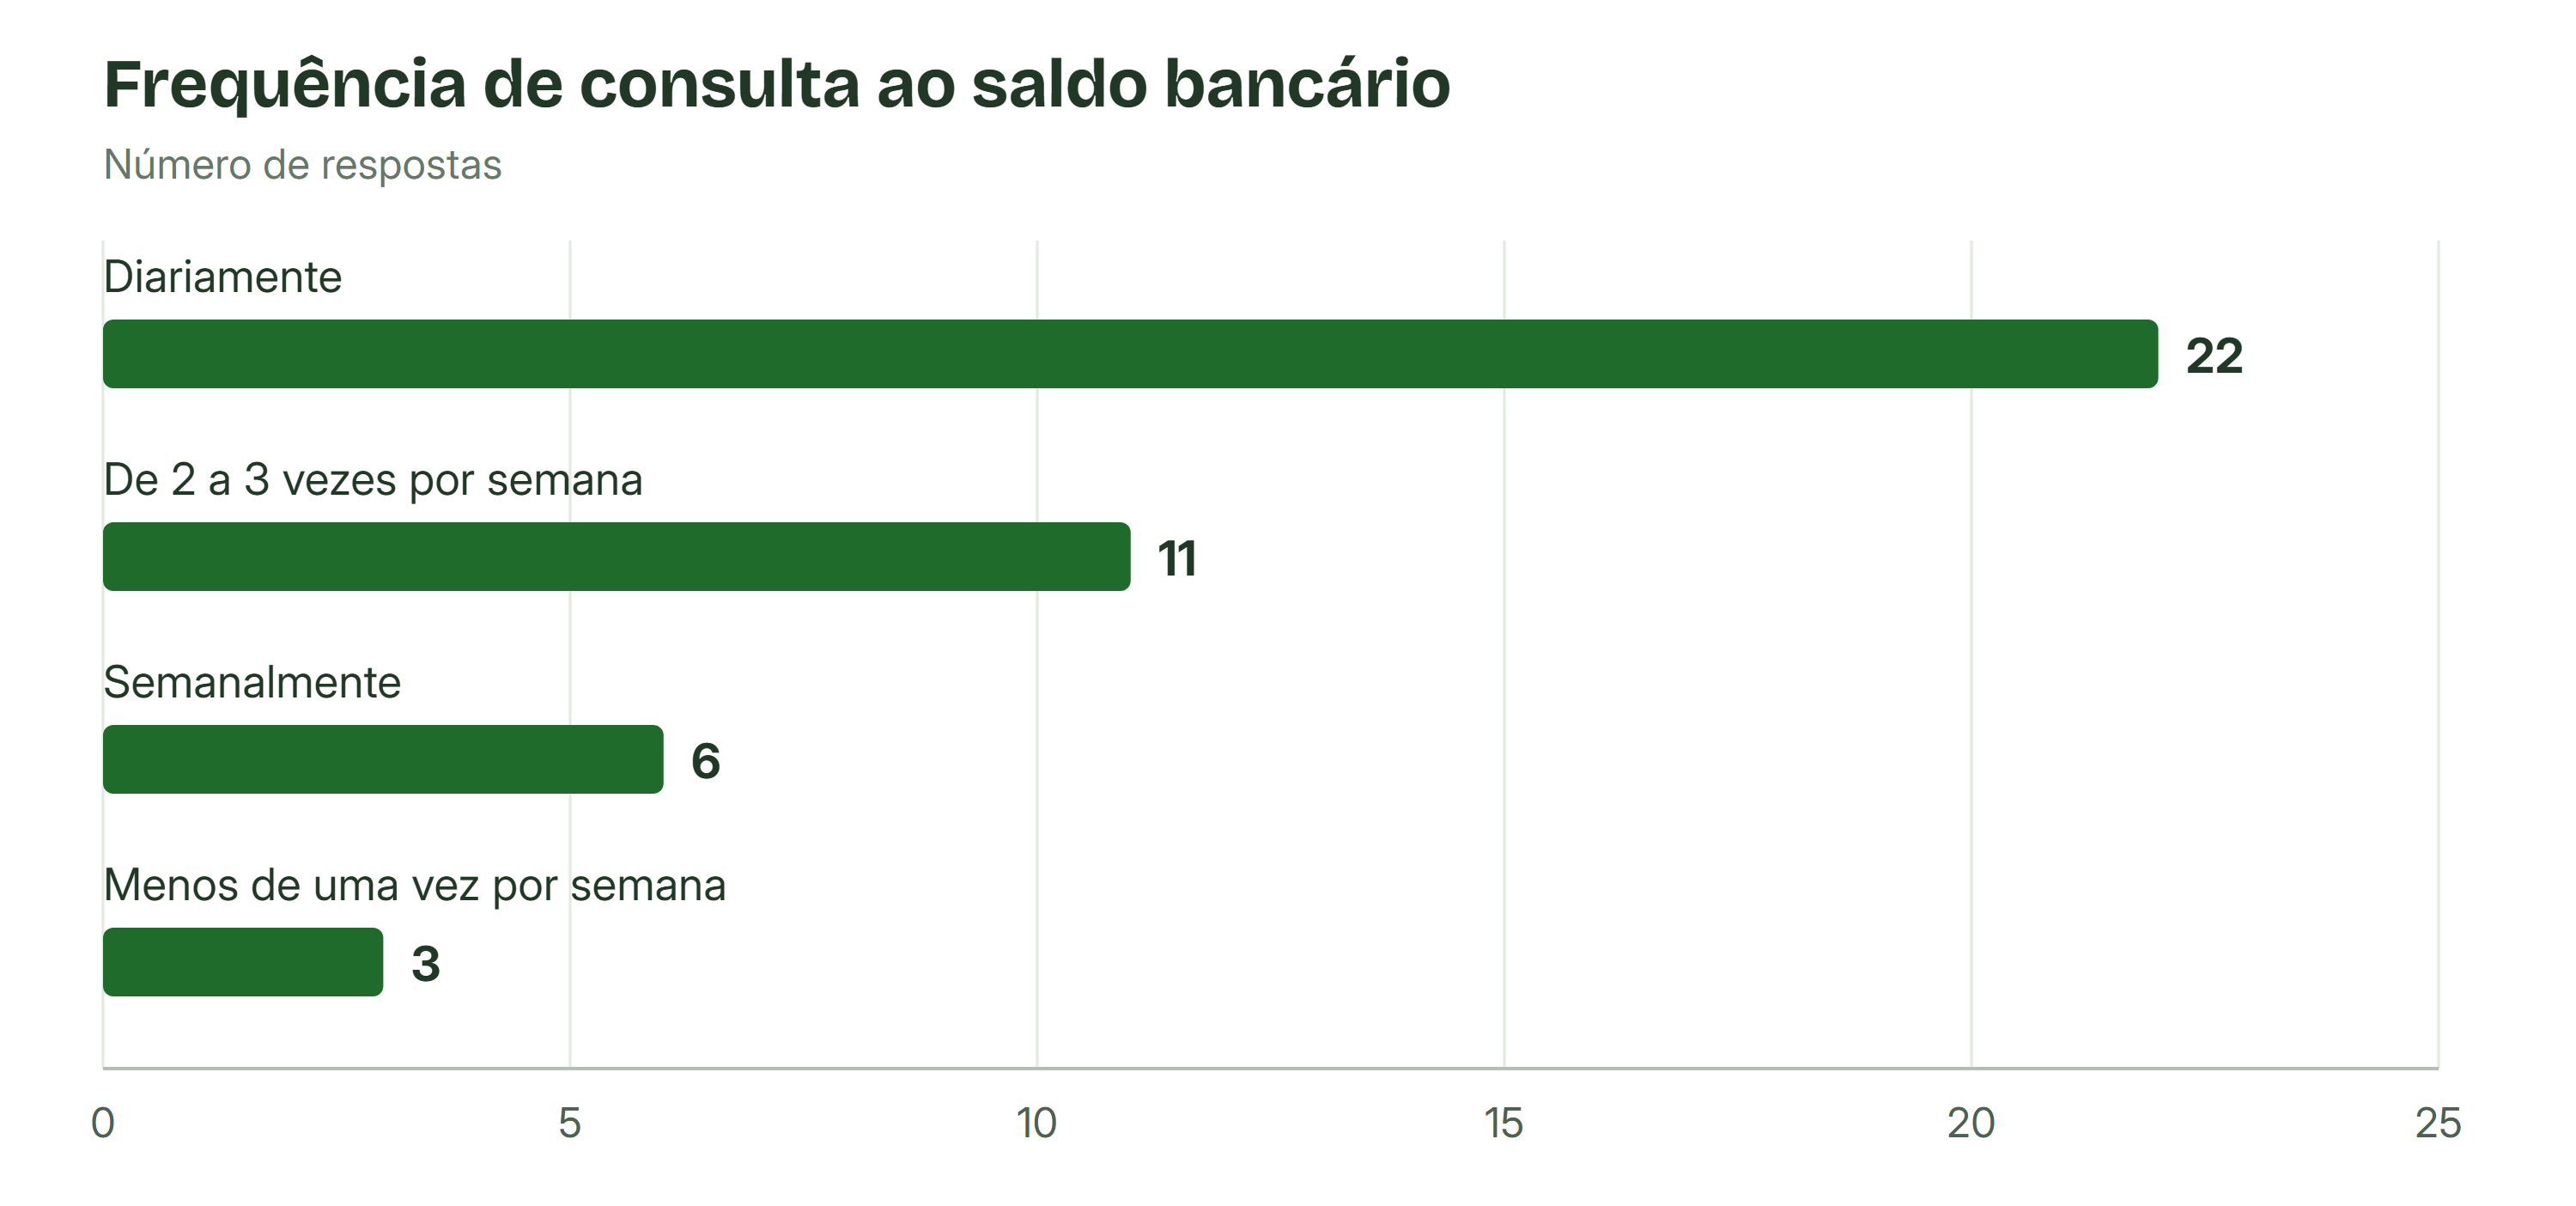 Frequência de consulta ao saldo bancário
Número de respostas
Diariamente
22
De 2 a 3 vezes por semana
11
Semanalmente
6
Menos de uma vez por semana
3
0 5 10 15 20 25